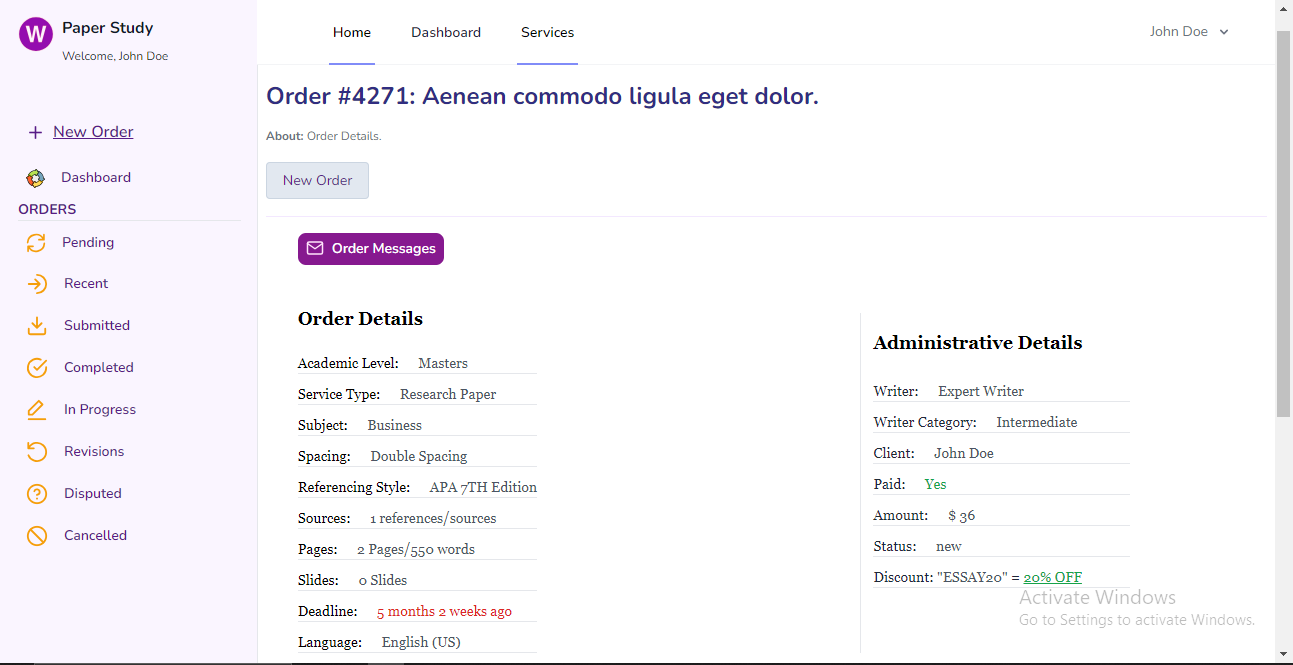 W
Paper Study
Welcome, John Doe
New Order
Dashboard
ORDERS
Pending
Recent
Submitted
Completed
In Progress
Revisions
Disputed
Cancelled
Home Dashboard Services John Doe
Order #4271: Aenean commodo ligula eget dolor.
About: Order Details.
New Order
Order Messages
Order Details
Academic Level: Masters
Service Type: Research Paper
Subject: Business
Spacing: Double Spacing
Referencing Style: APA 7TH Edition
Sources: 1 references/sources
Pages: 2 Pages/550 words
Slides: 0 Slides
Deadline: 5 months 2 weeks ago
Language: English (US)
Administrative Details
Writer: Expert Writer
Writer Category: Intermediate
Client: John Doe
Paid: Yes
Amount: $ 36
Status: new
Discount: "ESSAY20" = 20% OFF
Activate Windows
Go to Settings to activate Windows.